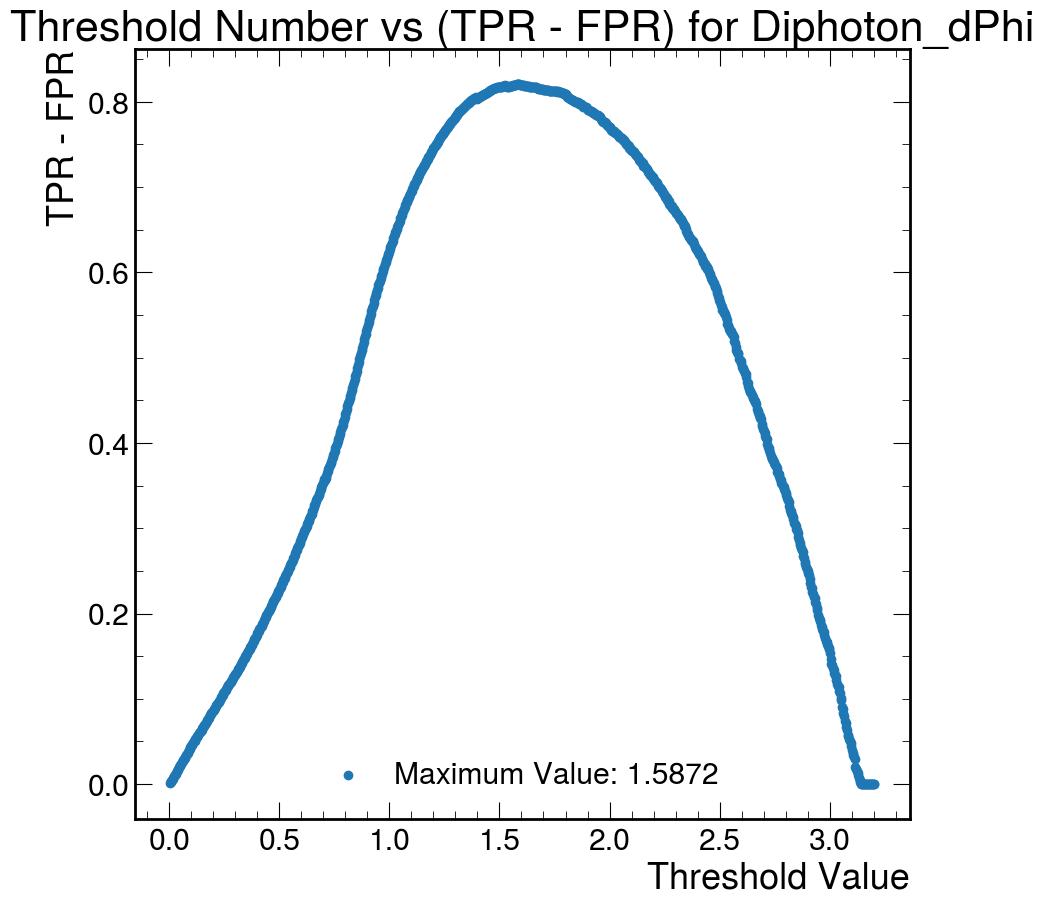 Threshold Number vs (TPR - FPR) for Diphoton_dPhi
TPR - FPR
0.8
0.6
0.4
0.2
0.0
Maximum Value: 1.5872
0.0 0.5 1.0 1.5 2.0 2.5 3.0
Threshold Value